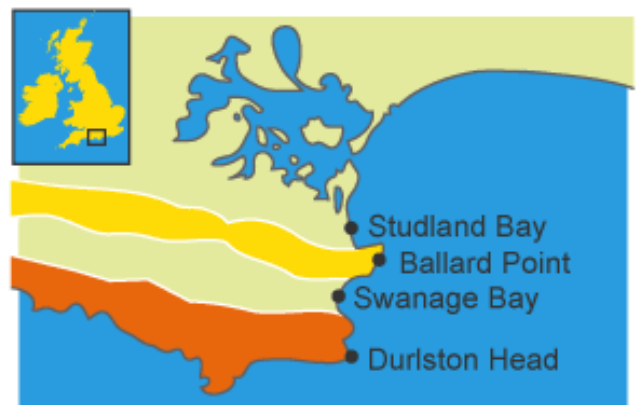 Studland Bay
Ballard Point
Swanage Bay
Durlston Head